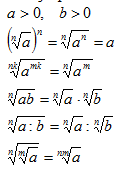 a > 0, b > 0
(ⁿ√a)ⁿ = ⁿ√(aⁿ) = a
ⁿᵏ√(aᵐᵏ) = ⁿ√(aᵐ)
ⁿ√(ab) = ⁿ√a · ⁿ√b
ⁿ√(a : b) = ⁿ√a : ⁿ√b
ⁿ√(ᵐ√a) = ⁿᵐ√a